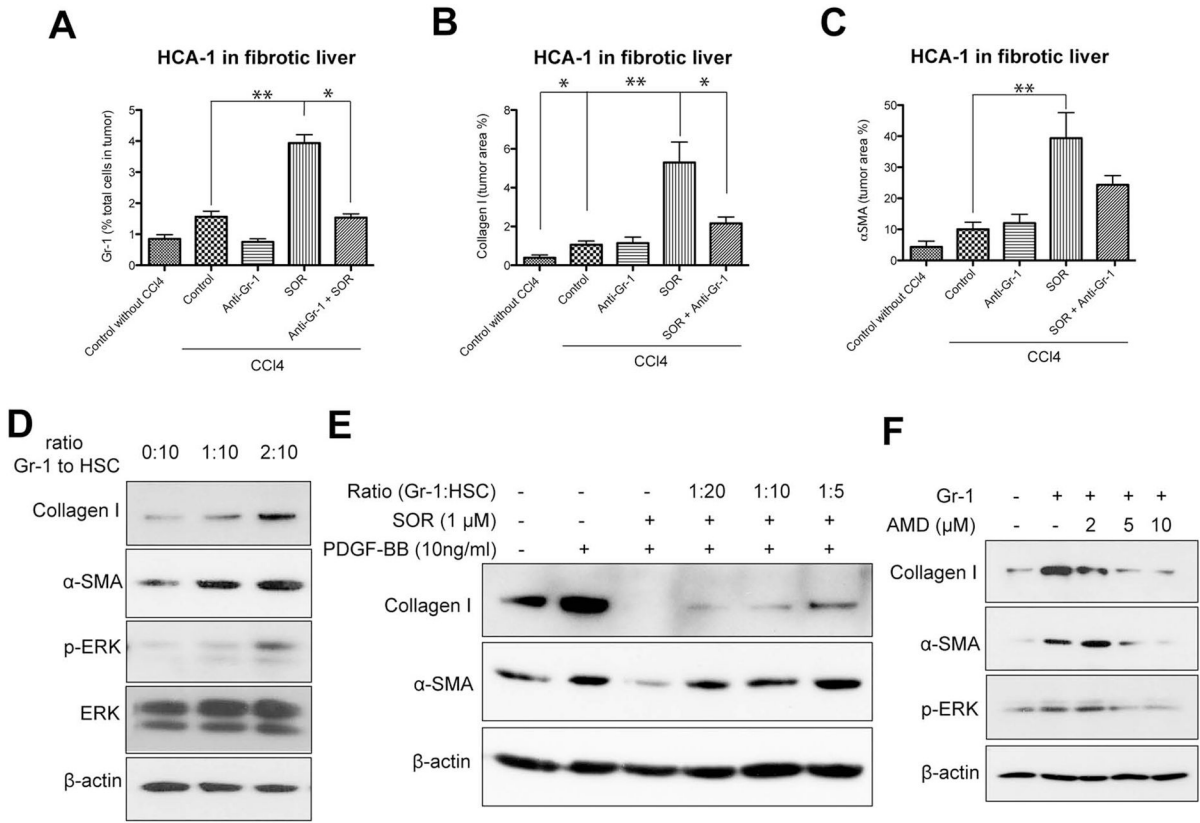 A
HCA-1 in fibrotic liver
Gr-1 (% total cells in tumor)
5
4
3
2
1
0
**
*
Control without CCl4
Control
Anti-Gr-1
SOR
Anti-Gr-1 + SOR
CCl4
B
HCA-1 in fibrotic liver
Collagen I (tumor area %)
8
6
4
2
0
*
**
*
Control without CCl4
Control
Anti-Gr-1
SOR
SOR + Anti-Gr-1
CCl4
C
HCA-1 in fibrotic liver
αSMA (tumor area %)
50
40
30
20
10
0
**
Control without CCl4
Control
Anti-Gr-1
SOR
SOR + Anti-Gr-1
CCl4
D
ratio
Gr-1 to HSC 0:10 1:10 2:10
Collagen I
α-SMA
p-ERK
ERK
β-actin
E
Ratio (Gr-1:HSC) - - - 1:20 1:10 1:5
SOR (1 µM) - - + + + +
PDGF-BB (10ng/ml) - + + + + +
Collagen I
α-SMA
β-actin
F
Gr-1 - + + + +
AMD (µM) - - 2 5 10
Collagen I
α-SMA
p-ERK
β-actin